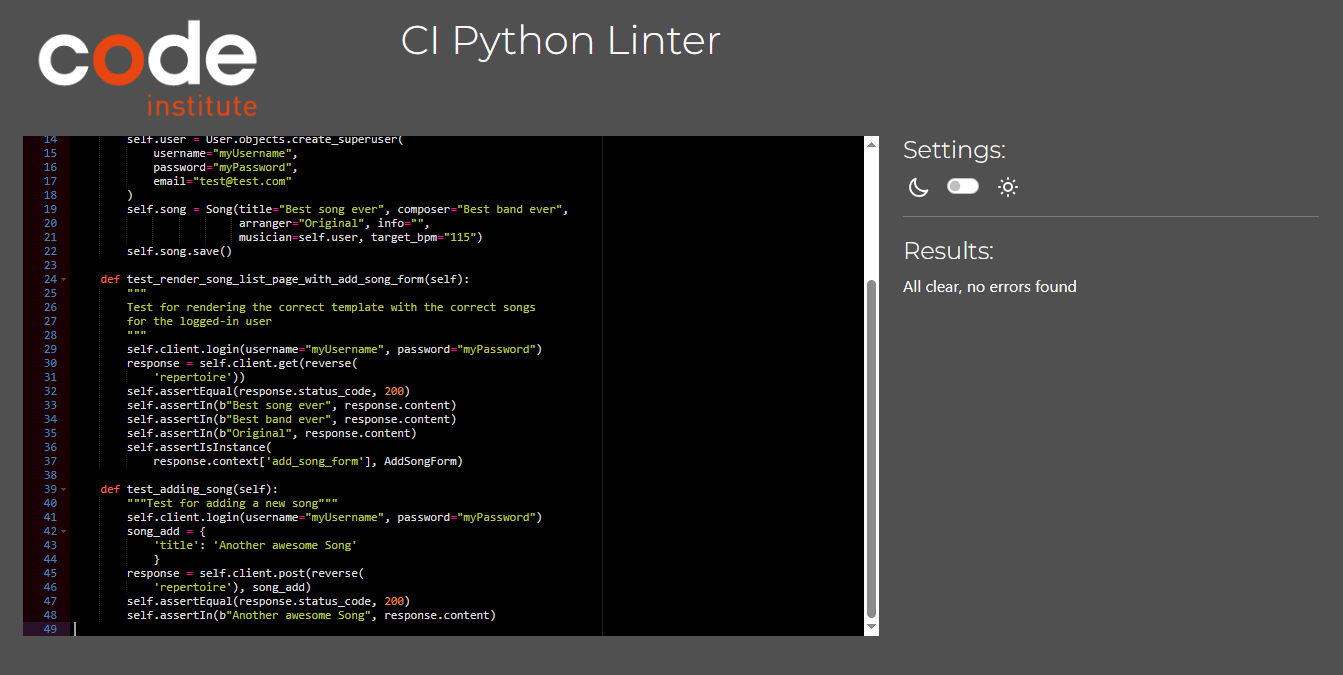 code
institute
CI Python Linter
14 self.user = User.objects.create_superuser(
15 username="myUsername",
16 password="myPassword",
17 email="test@test.com"
18 )
19 self.song = Song(title="Best song ever", composer="Best band ever",
20 arranger="Original", info="",
21 musician=self.user, target_bpm="115")
22 self.song.save()
23
24 def test_render_song_list_page_with_add_song_form(self):
25 """
26 Test for rendering the correct template with the correct songs
27 for the logged-in user
28 """
29 self.client.login(username="myUsername", password="myPassword")
30 response = self.client.get(reverse(
31 'repertoire'))
32 self.assertEqual(response.status_code, 200)
33 self.assertIn(b"Best song ever", response.content)
34 self.assertIn(b"Best band ever", response.content)
35 self.assertIn(b"Original", response.content)
36 self.assertIsInstance(
37 response.context['add_song_form'], AddSongForm)
38
39 def test_adding_song(self):
40 """Test for adding a new song"""
41 self.client.login(username="myUsername", password="myPassword")
42 song_add = {
43 'title': 'Another awesome Song'
44 }
45 response = self.client.post(reverse(
46 'repertoire'), song_add)
47 self.assertEqual(response.status_code, 200)
48 self.assertIn(b"Another awesome Song", response.content)
49
Settings:
Results:
All clear, no errors found